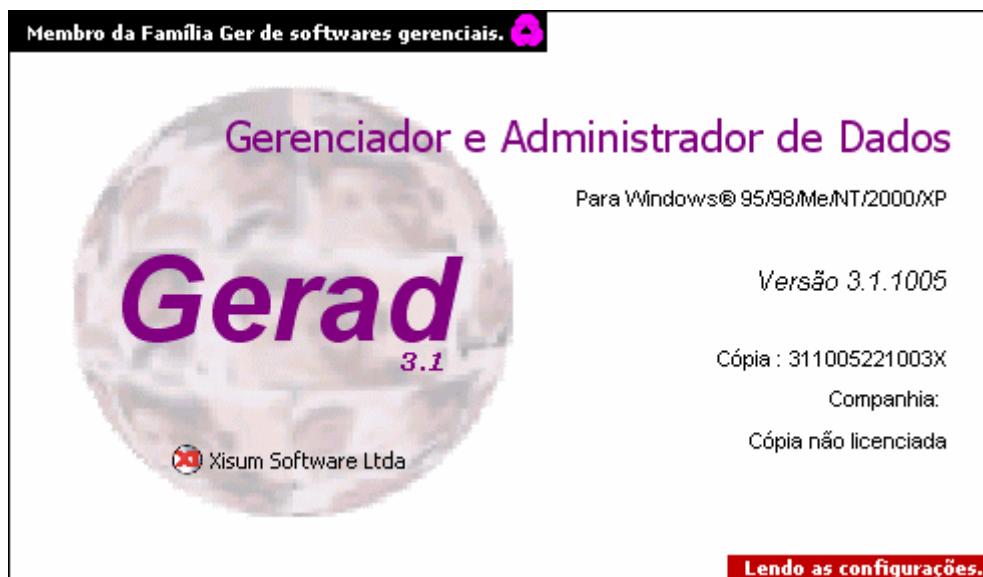 Membro da Família Ger de softwares gerenciais.
Gerenciador e Administrador de Dados
Para Windows® 95/98/Me/NT/2000/XP
Versão 3.1.1005
Gerad
3.1
Cópia : 311005221003X
Companhia:
Cópia não licenciada
XI Xisum Software Ltda
Lendo as configurações.